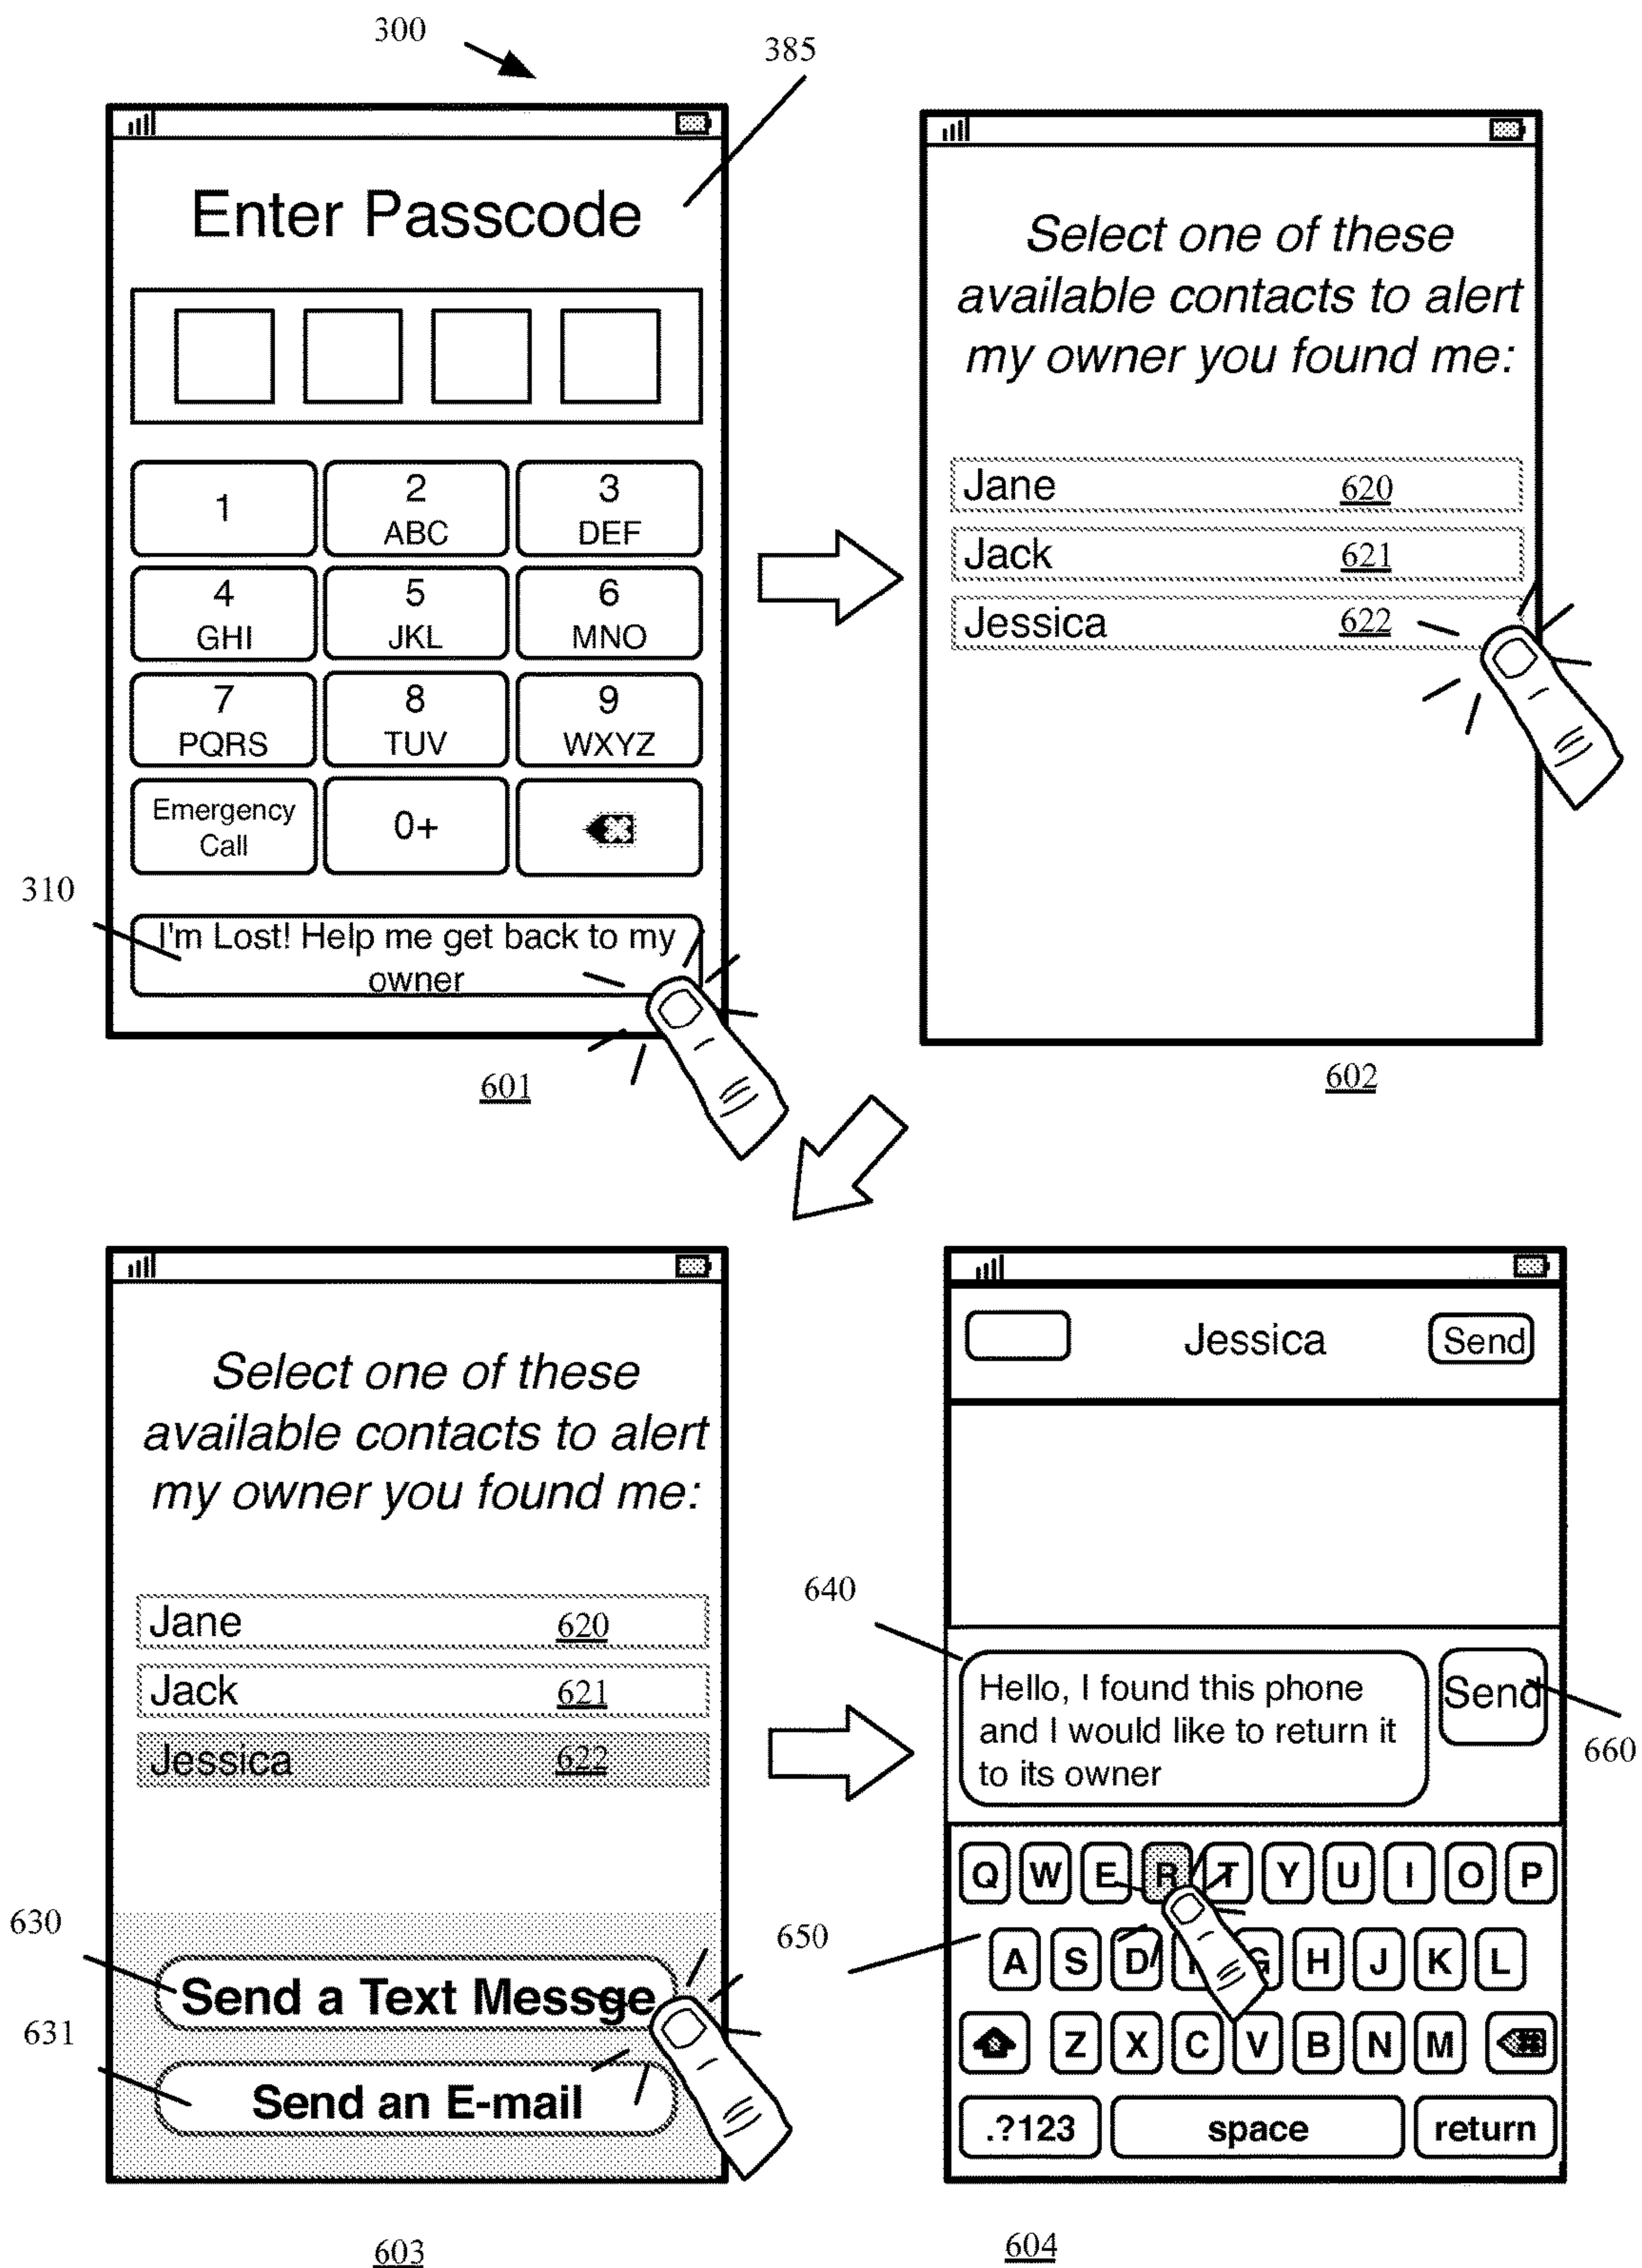 300
385
Enter Passcode
1
2
ABC
3
DEF
4
GHI
5
JKL
6
MNO
7
PQRS
8
TUV
9
WXYZ
Emergency
Call
0+
310
I'm Lost! Help me get back to my
owner
601
Select one of these
available contacts to alert
my owner you found me:
Jane 620
Jack 621
Jessica 622
602
Select one of these
available contacts to alert
my owner you found me:
Jane 620
Jack 621
Jessica 622
630
Send a Text Messge
631
Send an E-mail
603
Jessica Send
640
Hello, I found this phone
and I would like to return it
to its owner
Send
660
Q W E R T Y U I O P
650
A S D G H J K L
Z X C V B N M
.?123 space return
604